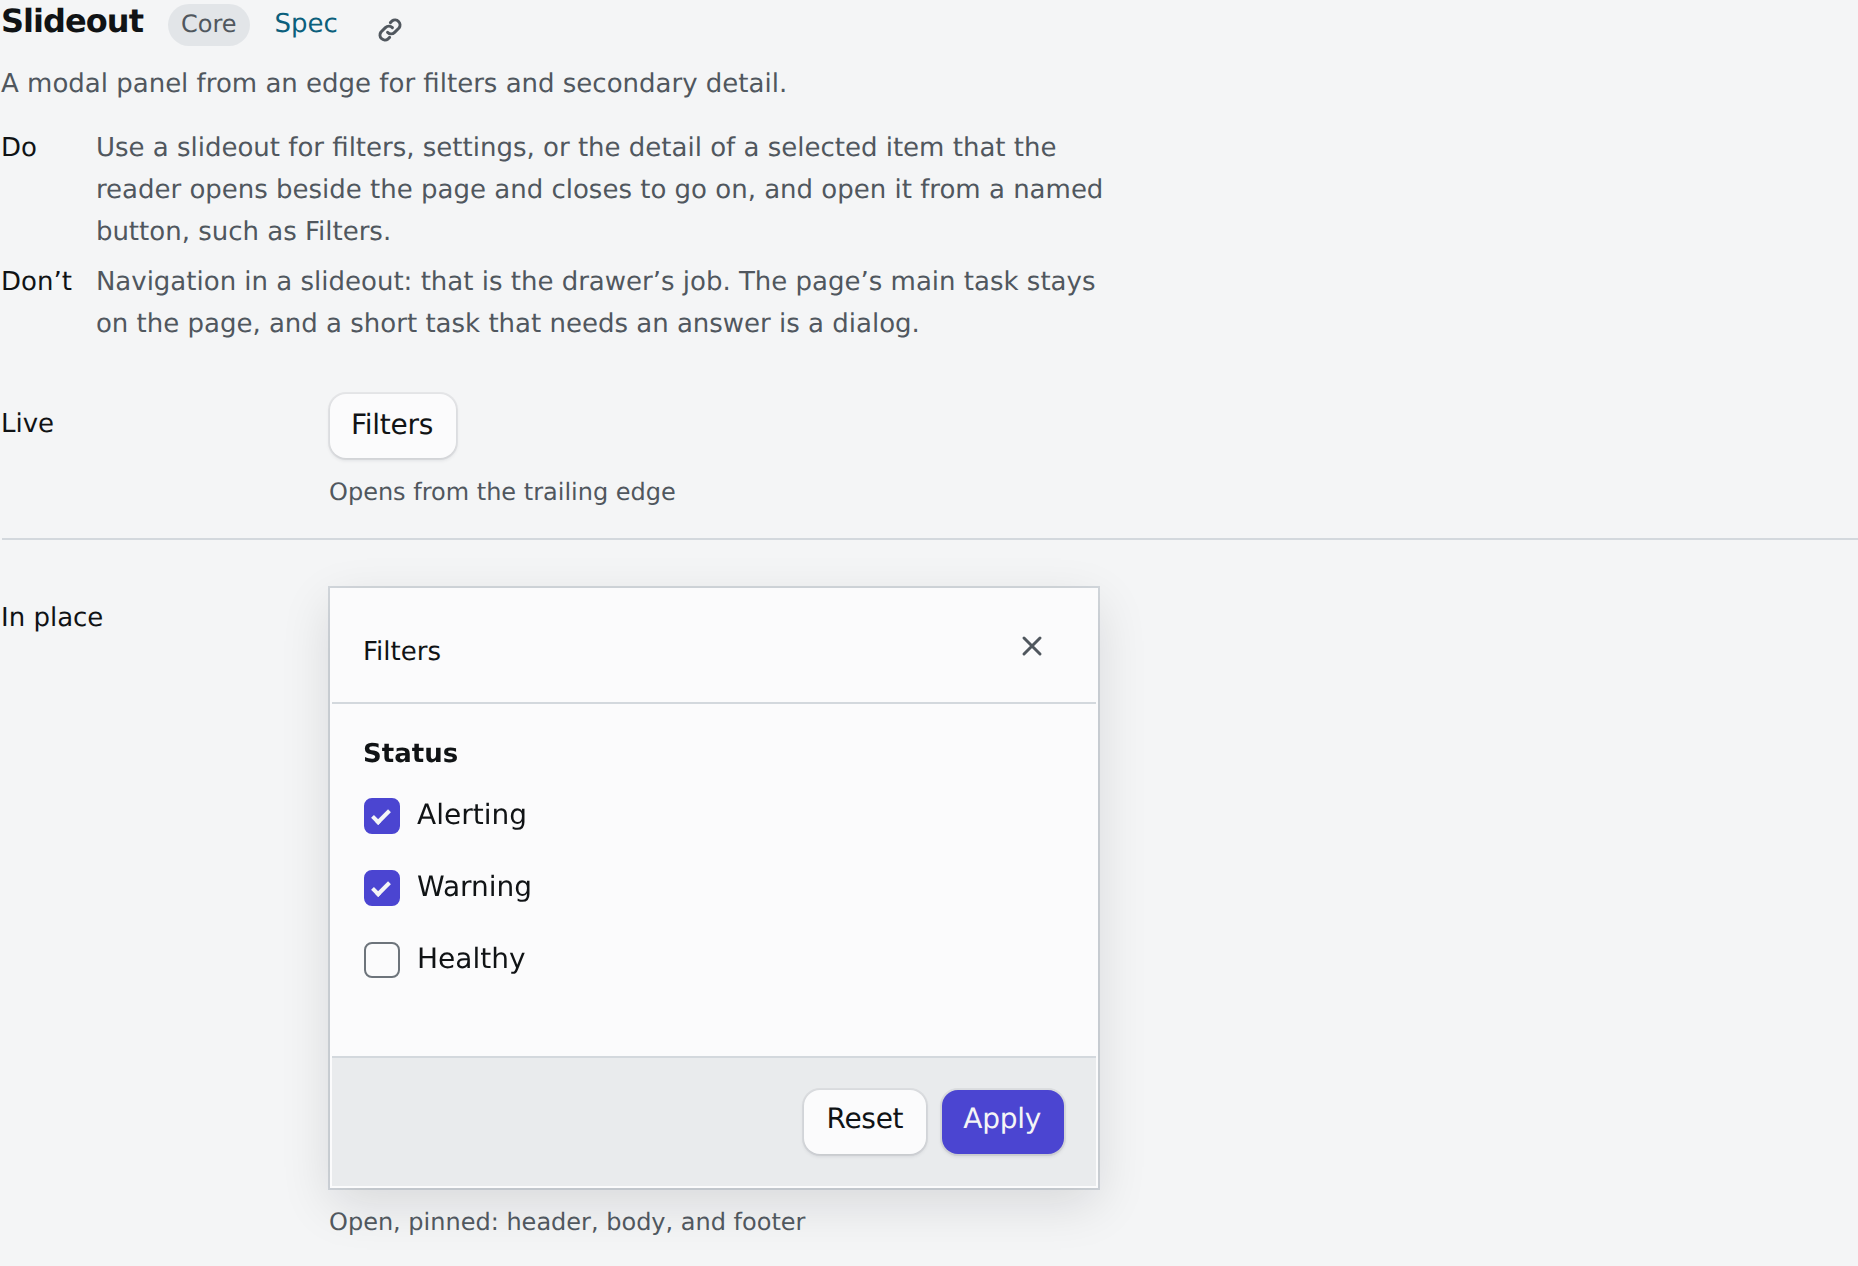 Slideout Core Spec
A modal panel from an edge for filters and secondary detail.
Do Use a slideout for filters, settings, or the detail of a selected item that the
reader opens beside the page and closes to go on, and open it from a named
button, such as Filters.
Don’t Navigation in a slideout: that is the drawer’s job. The page’s main task stays
on the page, and a short task that needs an answer is a dialog.
Live Filters
Opens from the trailing edge
In place
Filters
Status
Alerting
Warning
Healthy
Reset Apply
Open, pinned: header, body, and footer